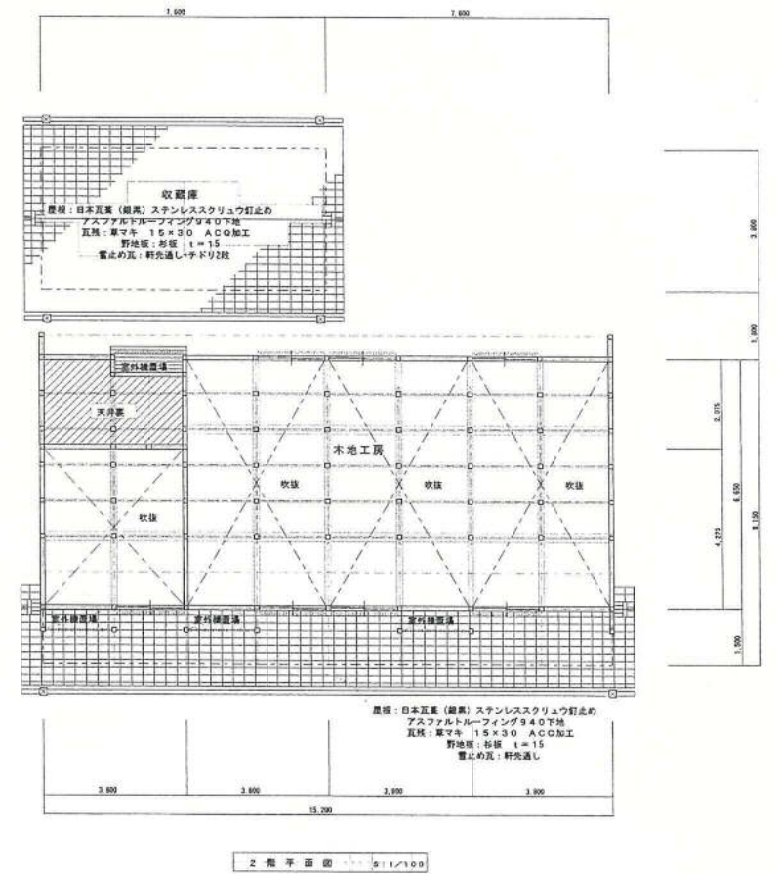 7,600
7,600
収蔵庫
屋根：日本瓦葺（銀黒）ステンレススクリュウ釘止め
アスファルトルーフィング９４０下地
瓦残：草マキ １５×３０ ＡＣＱ加工
野地板：杉板 ｔ＝１５
雪止め瓦：軒先通し・チドリ2段
3,800
1,800
室外機置場
天井裏
木地工房
吹抜
吹抜
吹抜
吹抜
2,375
4,275
6,650
8,150
1,500
室外機置場
室外機置場
室外機置場
屋根：日本瓦葺（銀黒）ステンレススクリュウ釘止め
アスファルトルーフィング９４０下地
瓦残：草マキ １５×３０ ＡＣＱ加工
野地板：杉板 ｔ＝１５
雪止め瓦：軒先通し
3,800
3,800
3,800
3,800
15,200
２階平面図 S:1/100